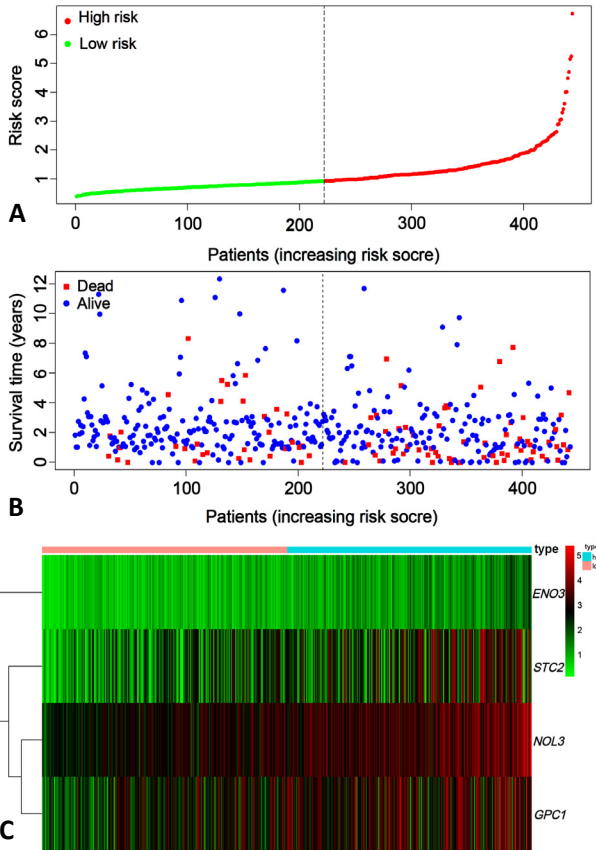 High risk
Low risk
Risk score
6
5
4
3
2
1
0
100
200
300
400
A
Patients (increasing risk socre)
Dead
Alive
Survival time (years)
12
10
8
6
4
2
0
0
100
200
300
400
B
Patients (increasing risk socre)
type
ENO3
STC2
NOL3
GPC1
5
4
3
2
1
type
C